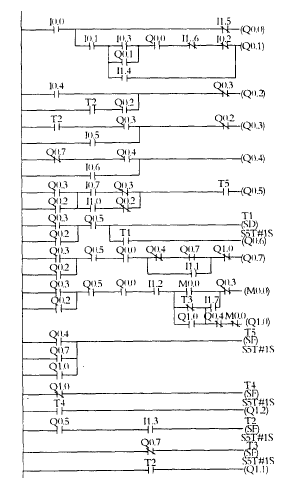 I0.0 I1.5 (Q0.0)
I0.1 I0.3 Q0.0 I1.6 I0.2 (Q0.1)
Q0.1
I1.4
I0.4 Q0.3 (Q0.2)
T2 Q0.2
T2 Q0.3 Q0.2 (Q0.3)
I0.5
Q0.7 Q0.4 (Q0.4)
I0.6
Q0.3 I0.7 Q0.3 T5 (Q0.5)
Q0.2 I1.0 Q0.2
Q0.3 Q0.5 T1
(SD)
Q0.2 T1 S5T#1S
(Q0.6)
Q0.3 Q0.5 Q0.0 Q0.4 Q0.7 Q1.0 (Q0.7)
Q0.2 I1.1
Q0.3 Q0.5 Q0.0 I1.2 M0.0 Q0.3 (M0.0)
Q0.2 T3 I1.7
Q1.0 Q0.4 M0.0 (Q1.0)
Q0.4 T5
(SF)
Q0.7 S5T#1S
Q1.0
Q1.0 T4
(SF)
T4 S5T#1S
(Q1.2)
Q0.5 I1.3 T2
(SF)
S5T#1S
Q0.7 T3
(SF)
S5T#1S
T2 (Q1.1)